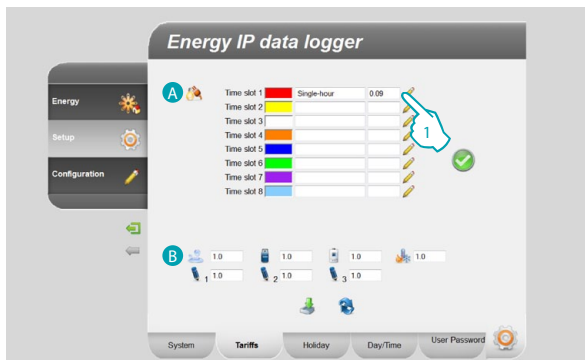 Energy IP data logger
Energy
Setup
Configuration
A
Time slot 1 Single-hour 0.09
1
Time slot 2
Time slot 3
Time slot 4
Time slot 5
Time slot 6
Time slot 7
Time slot 8
B 1.0 1.0 1.0 1.0
1 1.0 2 1.0 3 1.0
System Tariffs Holiday Day/Time User Password